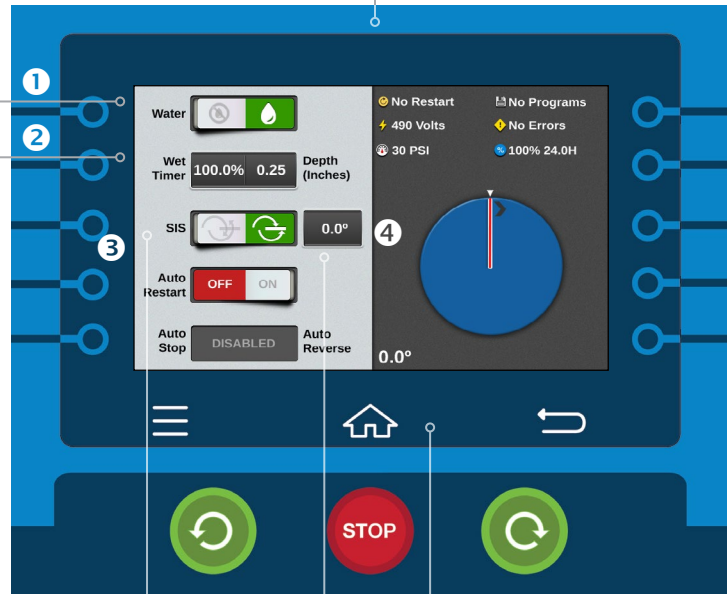 1
2
3
4
Water
Wet Timer
100.0%
0.25
Depth (Inches)
SIS
0.0º
Auto Restart
OFF
ON
Auto Stop
DISABLED
Auto Reverse
No Restart
No Programs
490 Volts
No Errors
30 PSI
% 100% 24.0H
0.0º
STOP